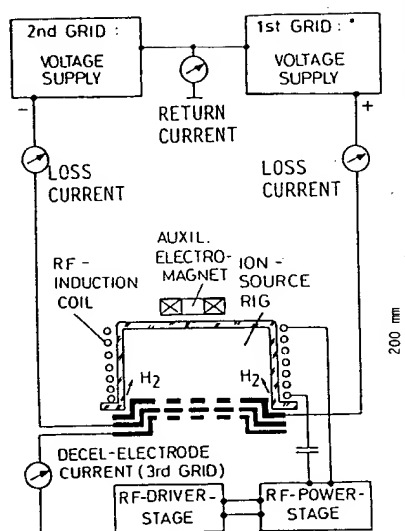 2nd GRID :
VOLTAGE
SUPPLY
1st GRID :
VOLTAGE
SUPPLY
RETURN
CURRENT
−
+
LOSS
CURRENT
LOSS
CURRENT
AUXIL.
ELECTRO-
MAGNET
RF-
INDUCTION
COIL
ION-
SOURCE
RIG
200 mm
H2
H2
DECEL-ELECTRODE
CURRENT (3rd GRID)
RF-DRIVER-
STAGE
RF-POWER-
STAGE